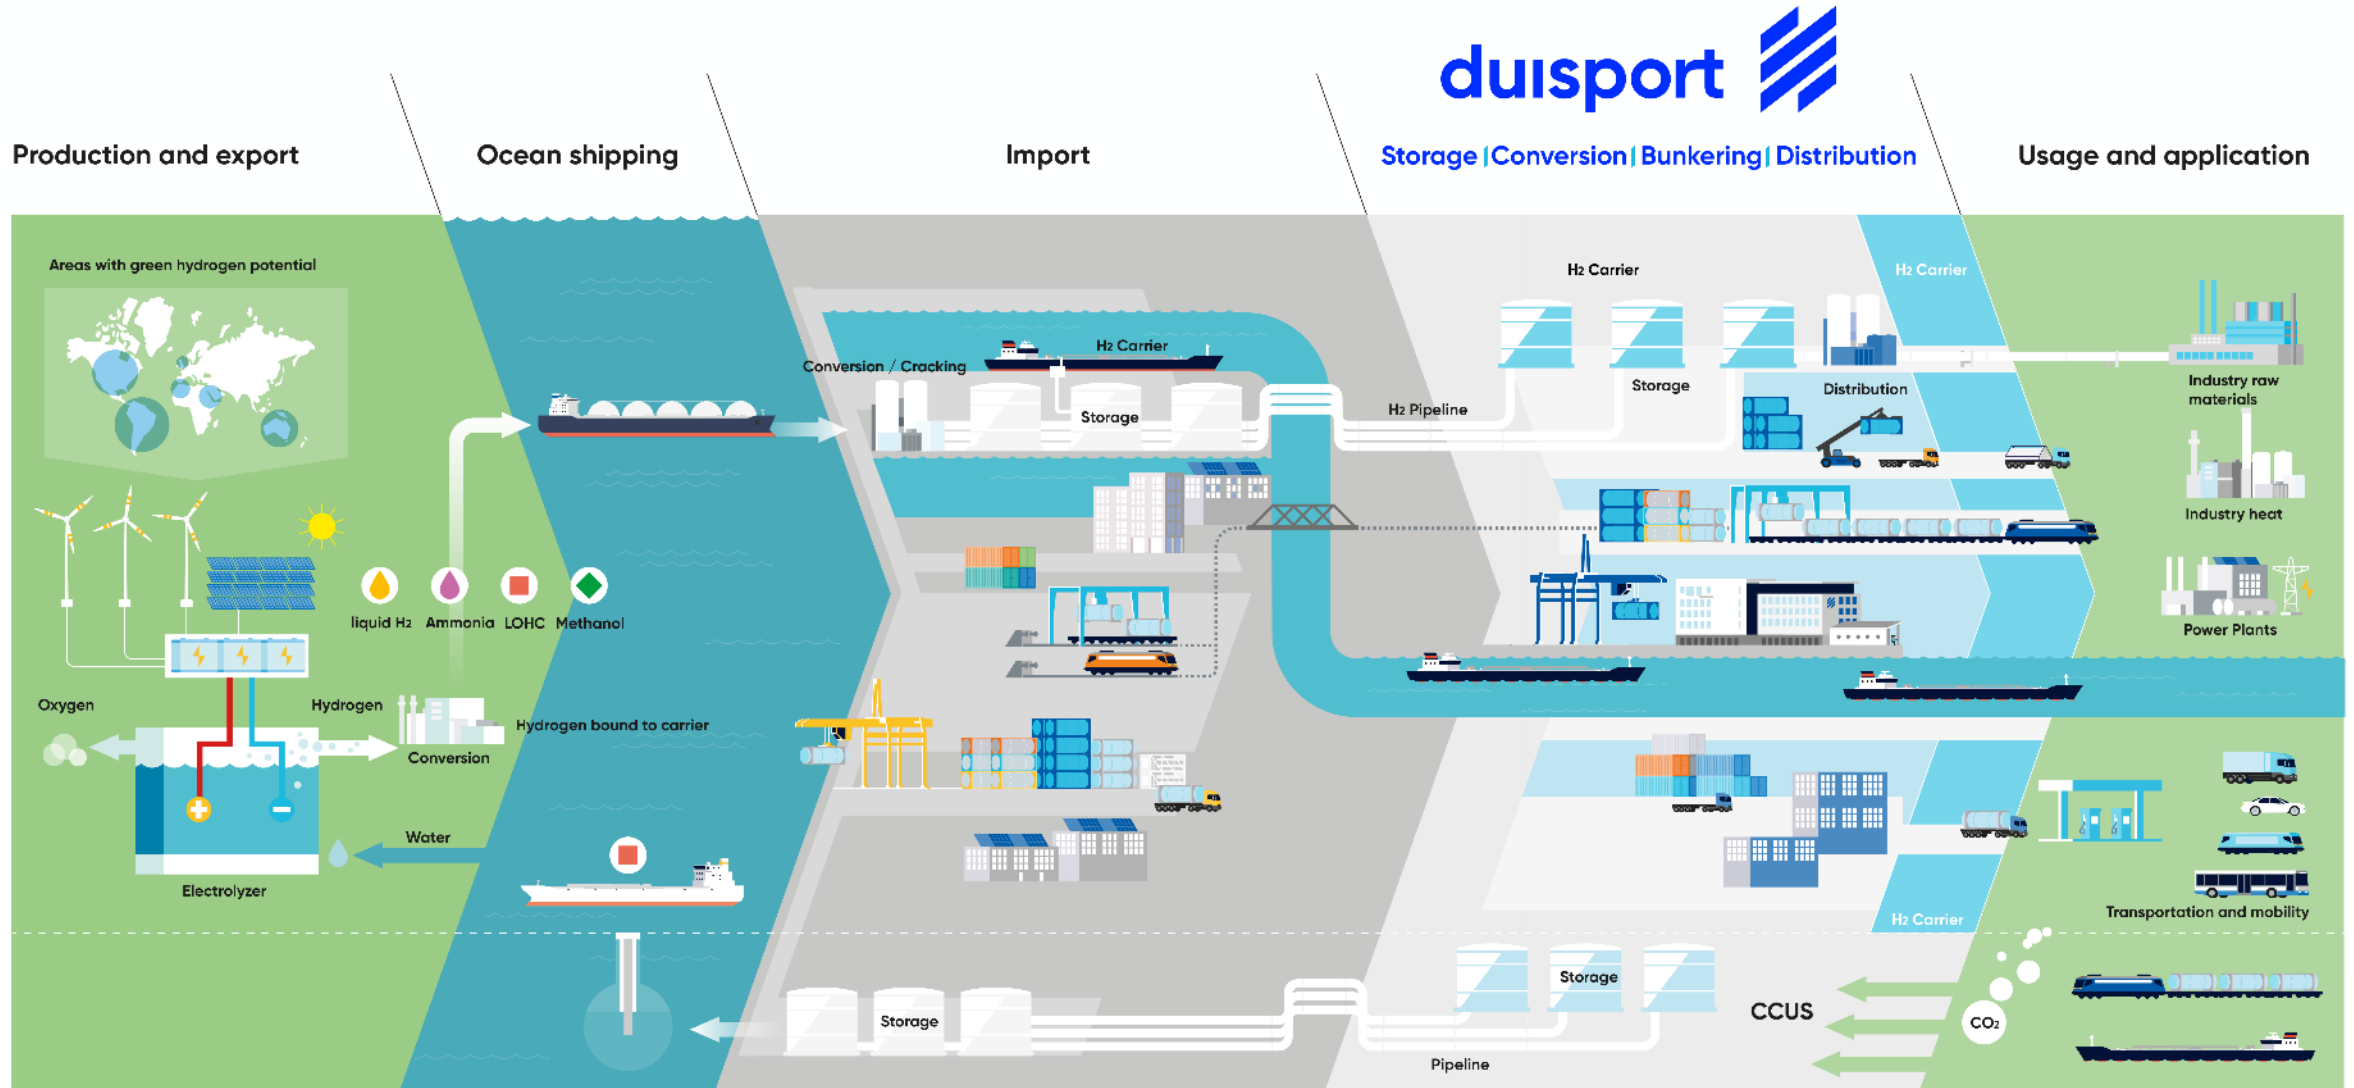 duisport
Production and export
Ocean shipping
Import
Storage | Conversion | Bunkering | Distribution
Usage and application
Areas with green hydrogen potential
liquid H2
Ammonia
LOHC
Methanol
Oxygen
Hydrogen
Conversion
Hydrogen bound to carrier
Water
Electrolyzer
Conversion / Cracking
H2 Carrier
Storage
H2 Pipeline
H2 Carrier
Storage
Distribution
H2 Carrier
Industry raw
materials
Industry heat
Power Plants
Transportation and mobility
H2 Carrier
Storage
Storage
Pipeline
CCUS
CO2